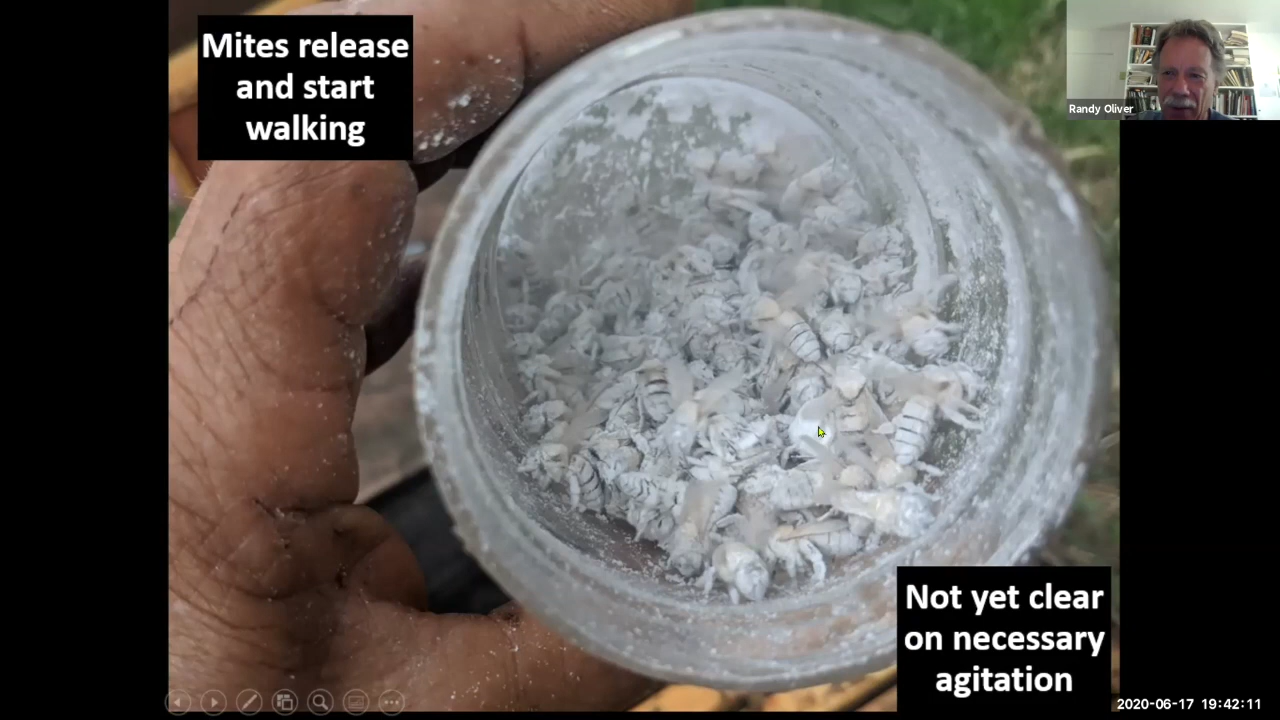 Mites release
and start
walking
Randy Oliver
Not yet clear
on necessary
agitation
2020-06-17 19:42:11